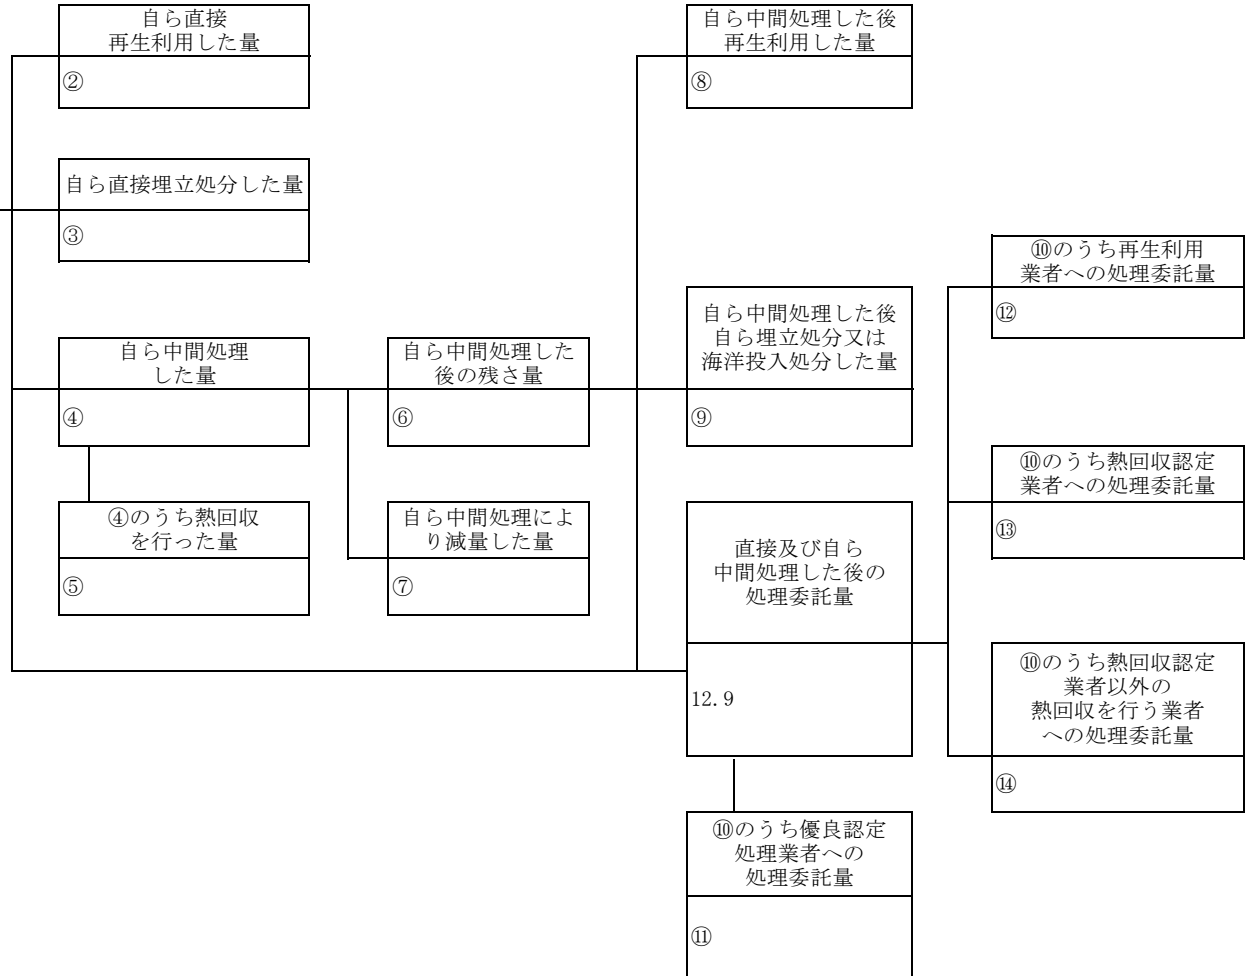 自ら直接
再生利用した量
②
自ら直接埋立処分した量
③
自ら中間処理
した量
④
④のうち熱回収
を行った量
⑤
自ら中間処理した
後の残さ量
⑥
自ら中間処理によ
り減量した量
⑦
自ら中間処理した後
再生利用した量
⑧
自ら中間処理した後
自ら埋立処分又は
海洋投入処分した量
⑨
直接及び自ら
中間処理した後の
処理委託量
12.9
⑩のうち優良認定
処理業者への
処理委託量
⑪
⑩のうち再生利用
業者への処理委託量
⑫
⑩のうち熱回収認定
業者への処理委託量
⑬
⑩のうち熱回収認定
業者以外の
熱回収を行う業者
への処理委託量
⑭